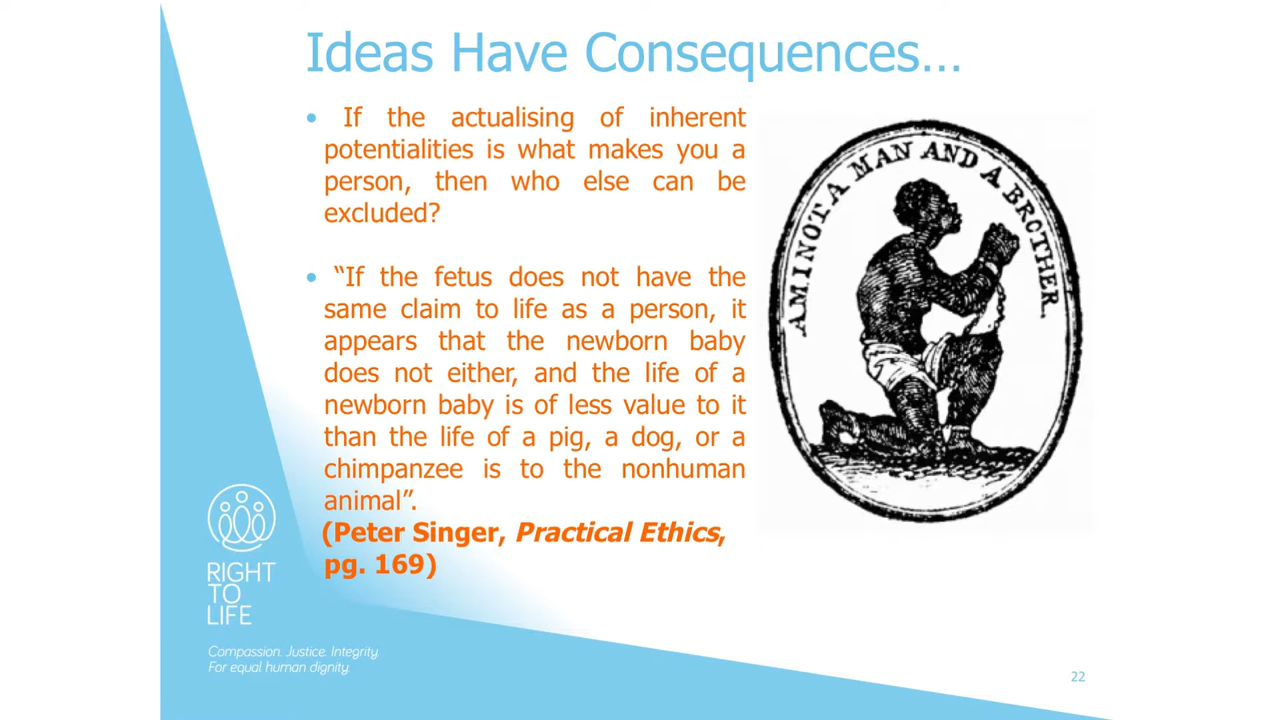 Ideas Have Consequences…
• If the actualising of inherent
potentialities is what makes you a
person, then who else can be
excluded?
• “If the fetus does not have the
same claim to life as a person, it
appears that the newborn baby
does not either, and the life of a
newborn baby is of less value to it
than the life of a pig, a dog, or a
chimpanzee is to the nonhuman
animal”.
(Peter Singer, Practical Ethics,
pg. 169)
AM I NOT A MAN AND A BROTHER.
RIGHT
TO
LIFE
Compassion. Justice. Integrity.
For equal human dignity.
22